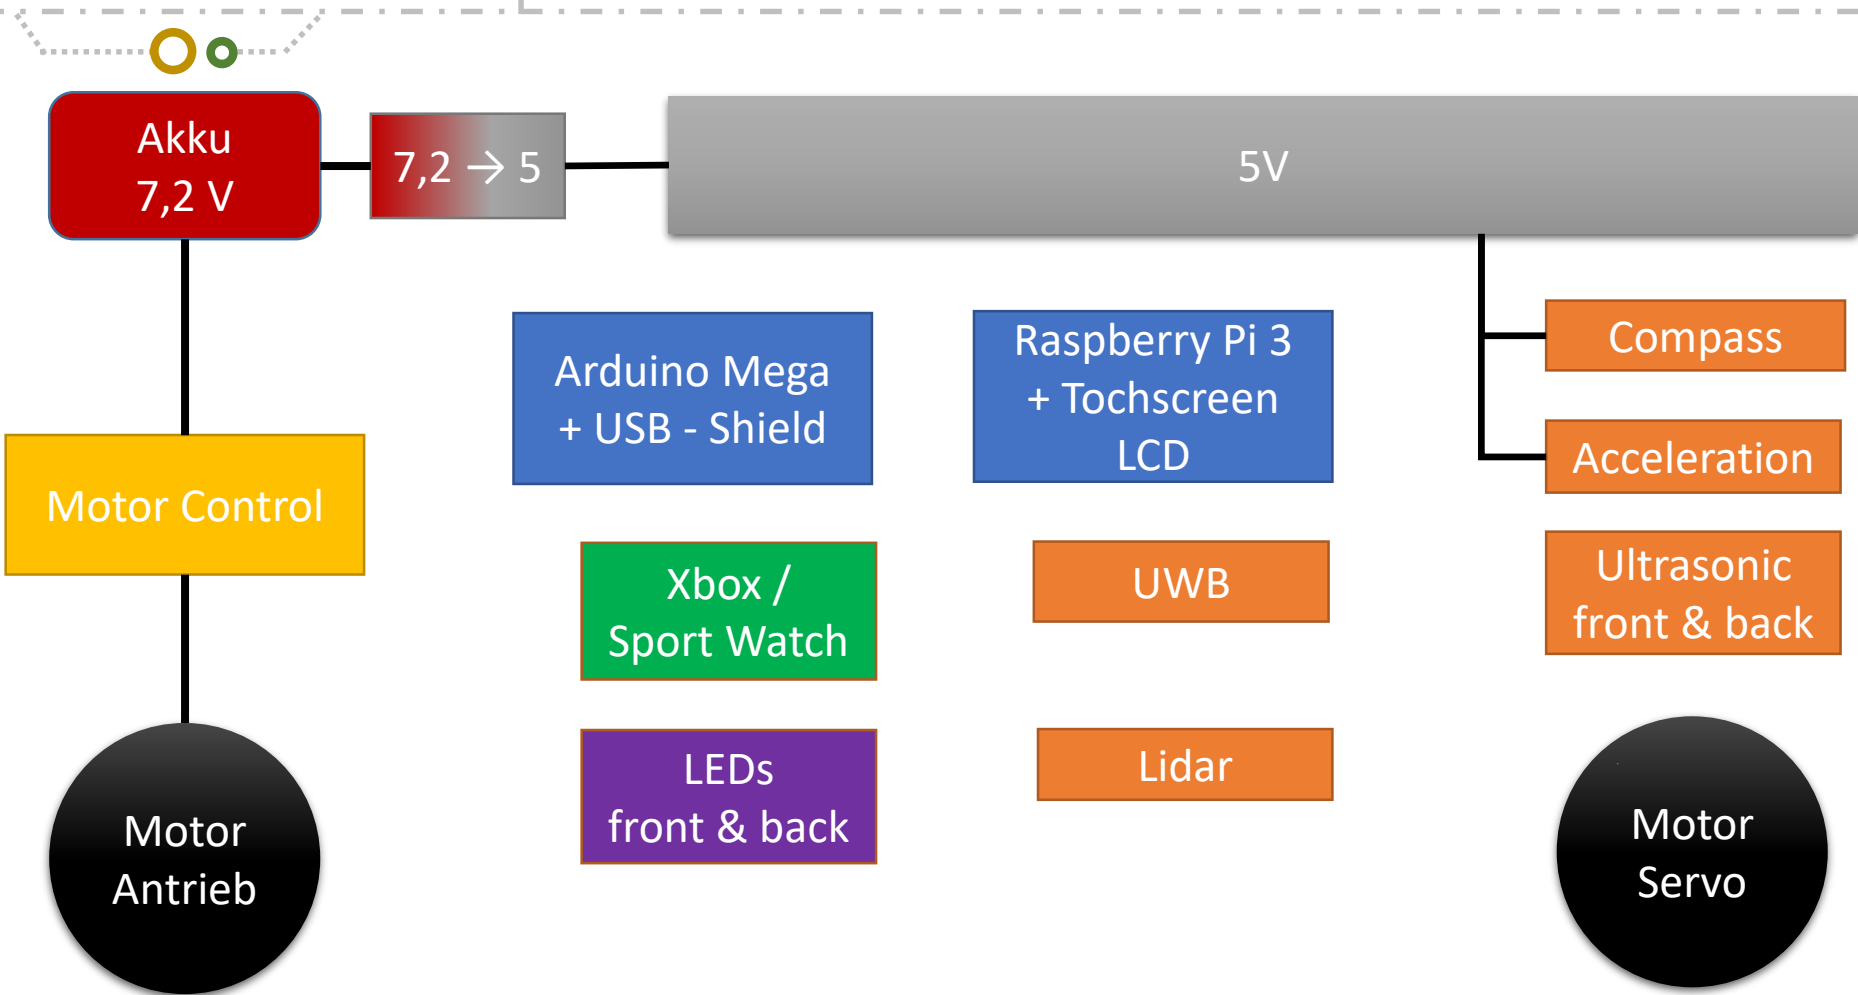 Akku
7,2 V
7,2 → 5
5V
Arduino Mega
+ USB - Shield
Raspberry Pi 3
+ Tochscreen
LCD
Compass
Acceleration
Motor Control
Xbox /
Sport Watch
UWB
Ultrasonic
front & back
LEDs
front & back
Lidar
Motor
Antrieb
Motor
Servo